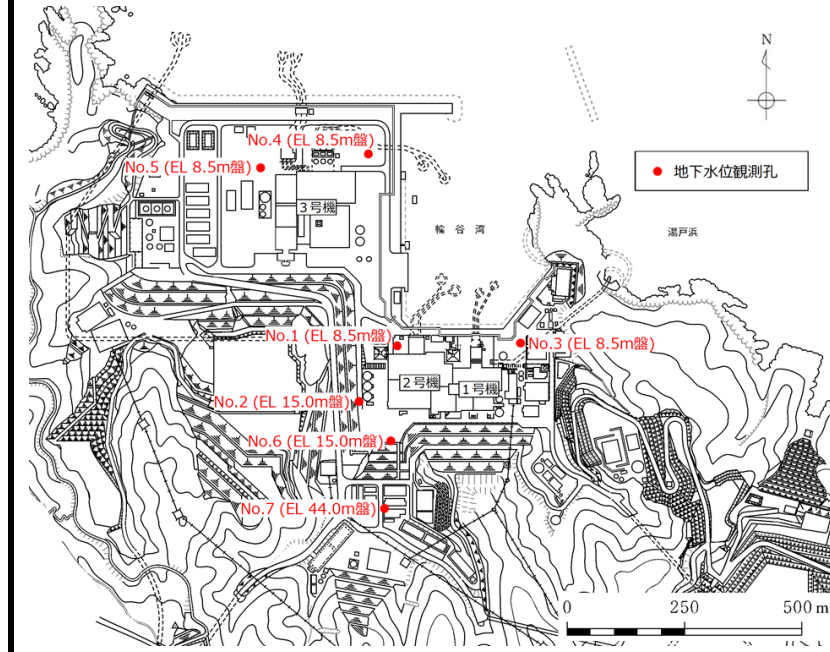 N
No.4 (EL 8.5m盤)
No.5 (EL 8.5m盤)
地下水位観測孔
3号機
輪谷湾
湯戸浜
No.1 (EL 8.5m盤)
No.3 (EL 8.5m盤)
2号機
1号機
No.2 (EL 15.0m盤)
No.6 (EL 15.0m盤)
No.7 (EL 44.0m盤)
0 250 500 m